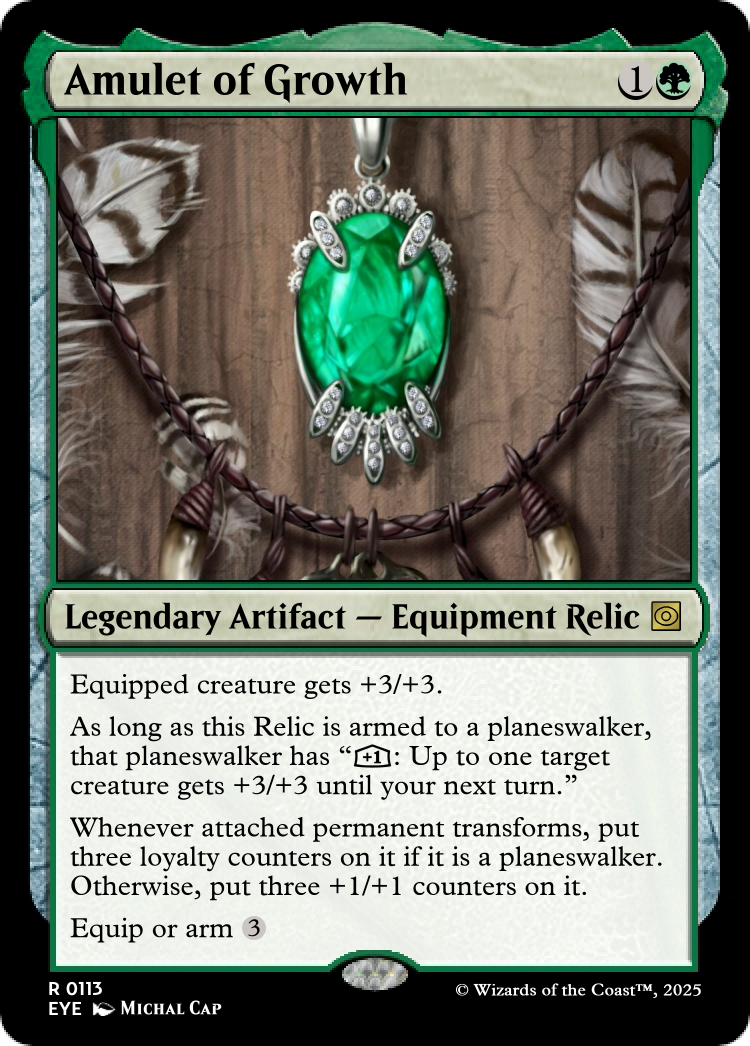 Amulet of Growth 1
Legendary Artifact — Equipment Relic
Equipped creature gets +3/+3.
As long as this Relic is armed to a planeswalker,
that planeswalker has “+1: Up to one target
creature gets +3/+3 until your next turn.”
Whenever attached permanent transforms, put
three loyalty counters on it if it is a planeswalker.
Otherwise, put three +1/+1 counters on it.
Equip or arm 3
R 0113
EYE Michal Cap
© Wizards of the Coast™, 2025